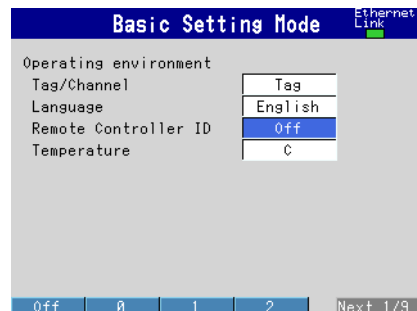 Basic Setting Mode
Ethernet
Link
Operating environment
Tag/Channel Tag
Language English
Remote Controller ID Off
Temperature C
Off 0 1 2 Next 1/9